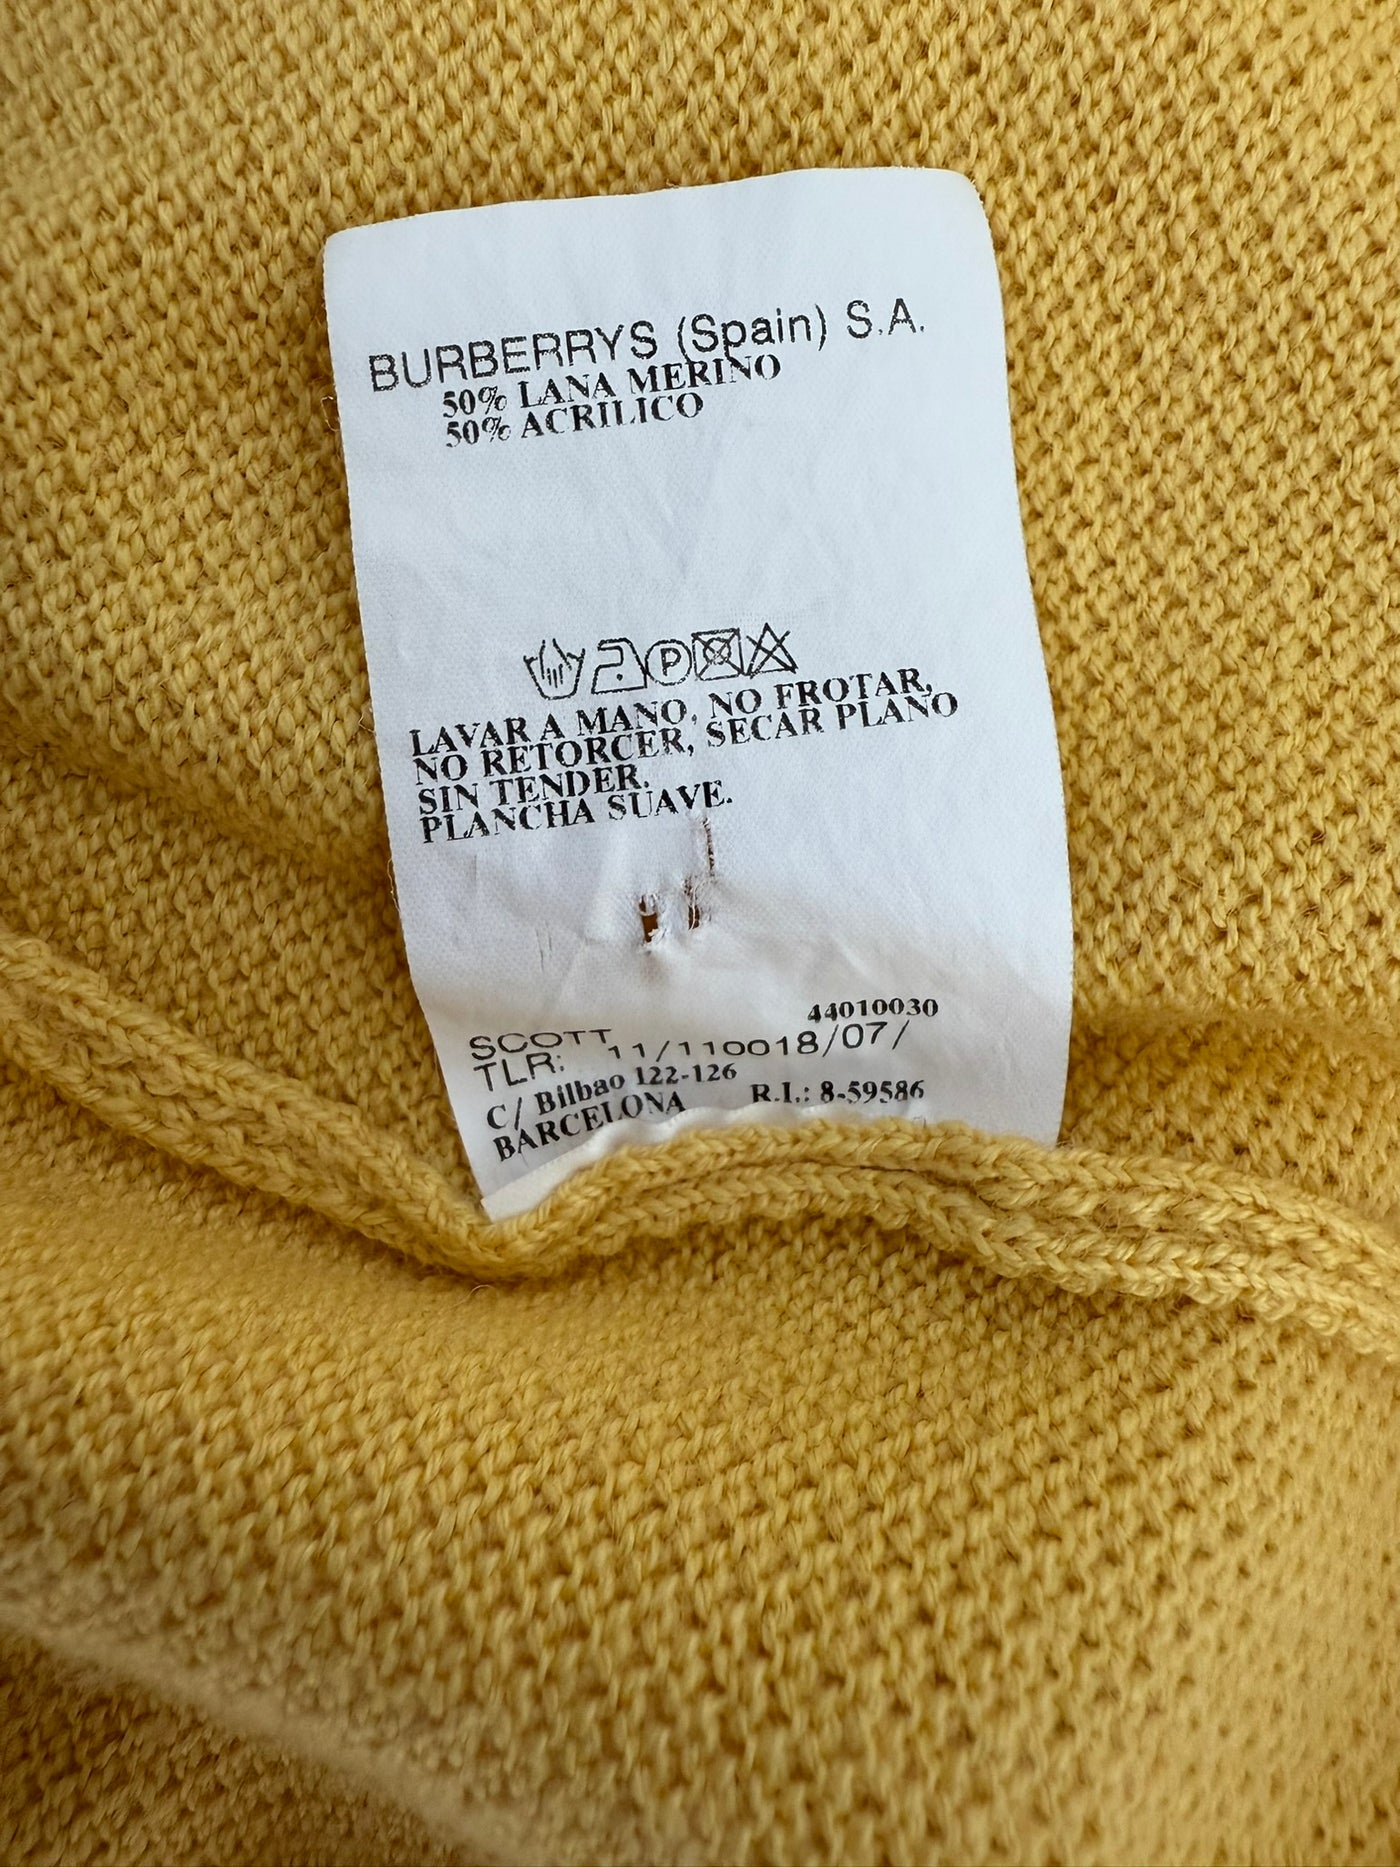 BURBERRYS (Spain) S.A.
50% LANA MERINO
50% ACRILICO
P
LAVAR A MANO, NO FROTAR,
NO RETORCER, SECAR PLANO
SIN TENDER.
PLANCHA SUAVE.
44010030
SCOTT
TLR: 11/110018/07/
C/ Bilbao 122-126
BARCELONA R.I.: 8-59586